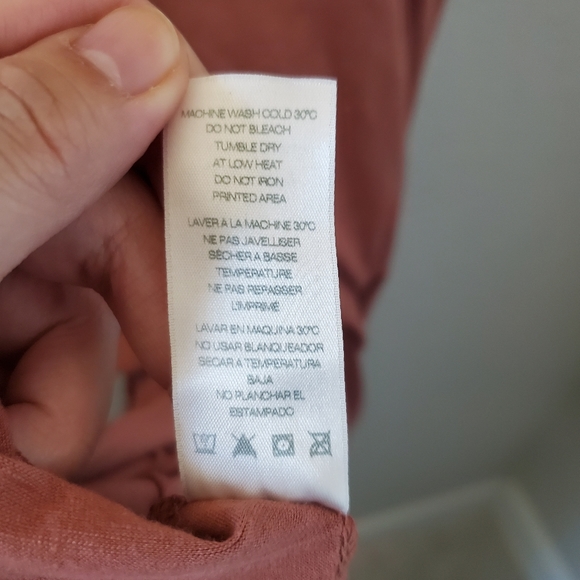 MACHINE WASH COLD 30°C
DO NOT BLEACH
TUMBLE DRY
AT LOW HEAT
DO NOT IRON
PRINTED AREA
LAVER A LA MACHINE 30°C
NE PAS JAVELLISER
SECHER A BASSE
TEMPERATURE
NE PAS REPASSER
L'IMPRIMÉ
LAVAR EN MAQUINA 30°C
NO USAR BLANQUEADOR
SECAR A TEMPERATURA
BAJA
NO PLANCHAR EL
ESTAMPADO